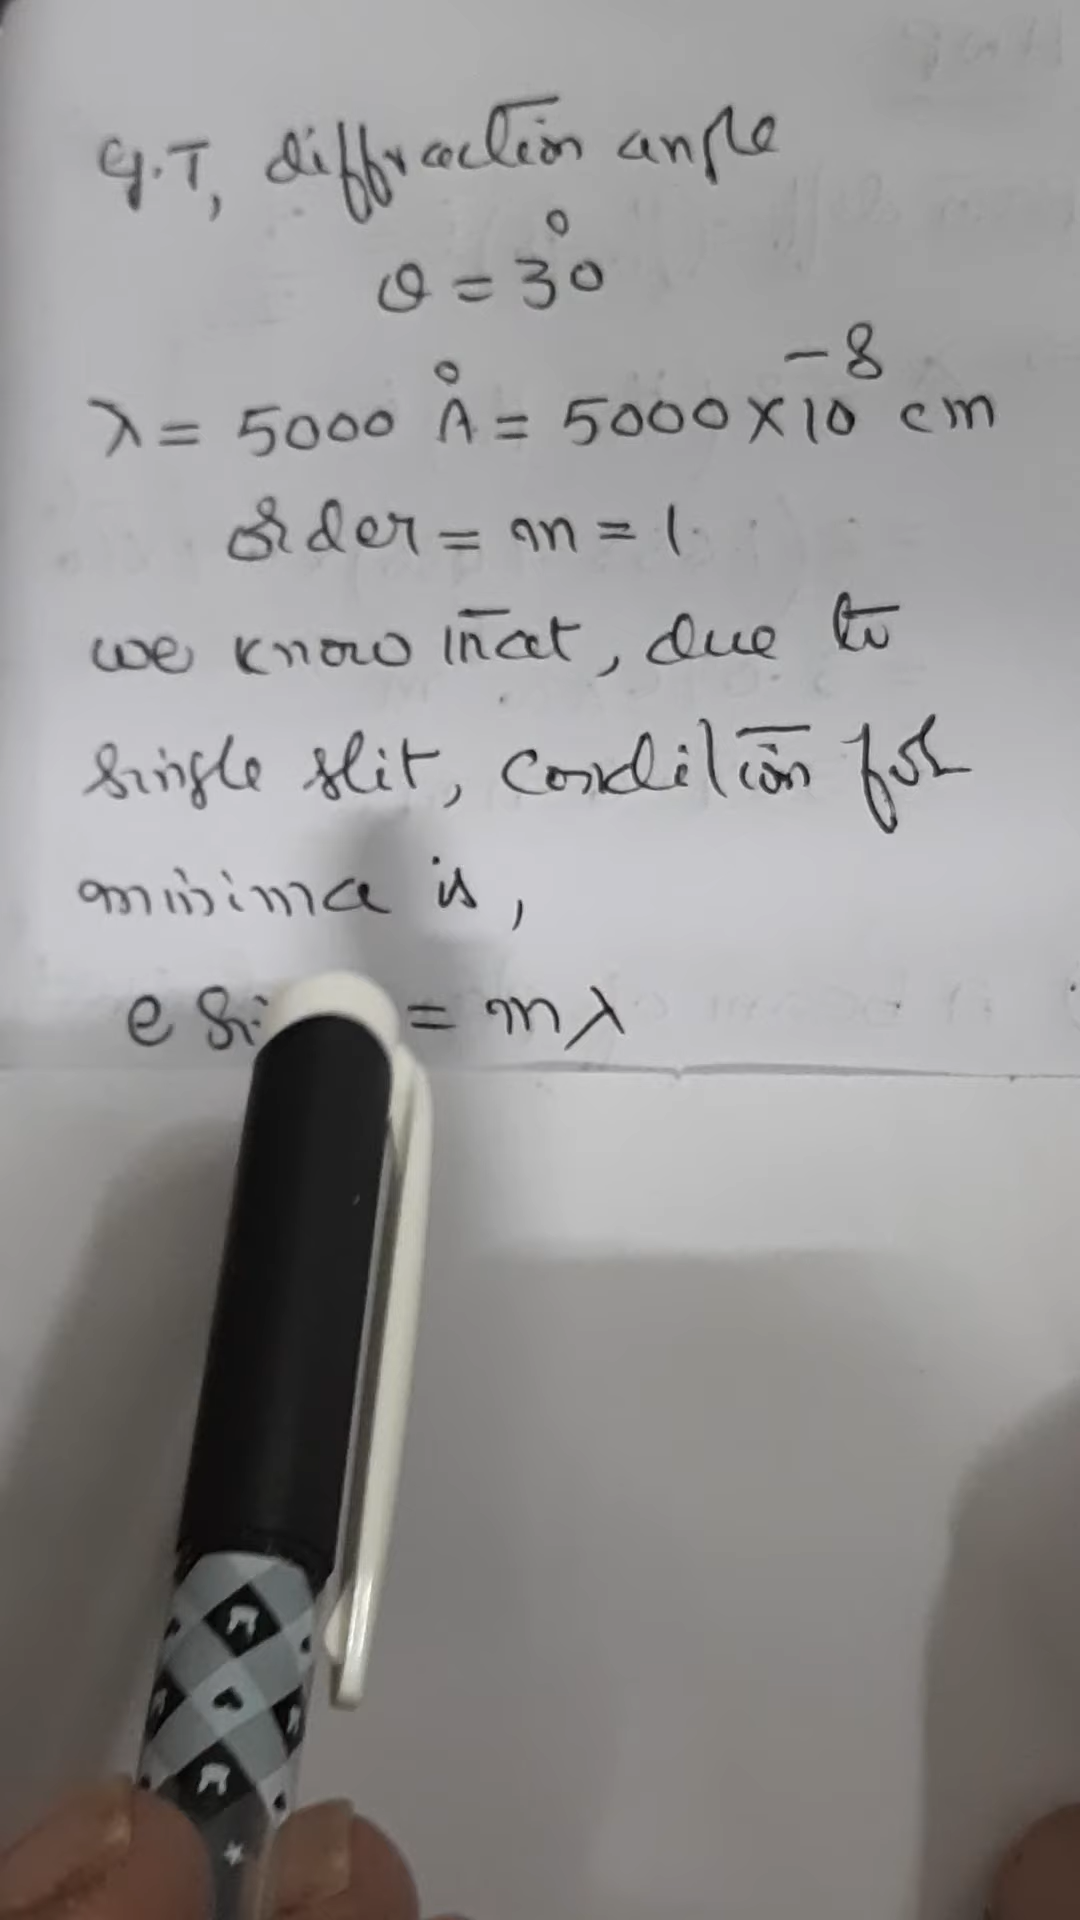 G.T, diffraction angle
θ = 30°
λ = 5000 Å = 5000 × 10⁻⁸ cm
order = m = 1.
we know that, due to
single slit, condition for
minima is,
e = mλ